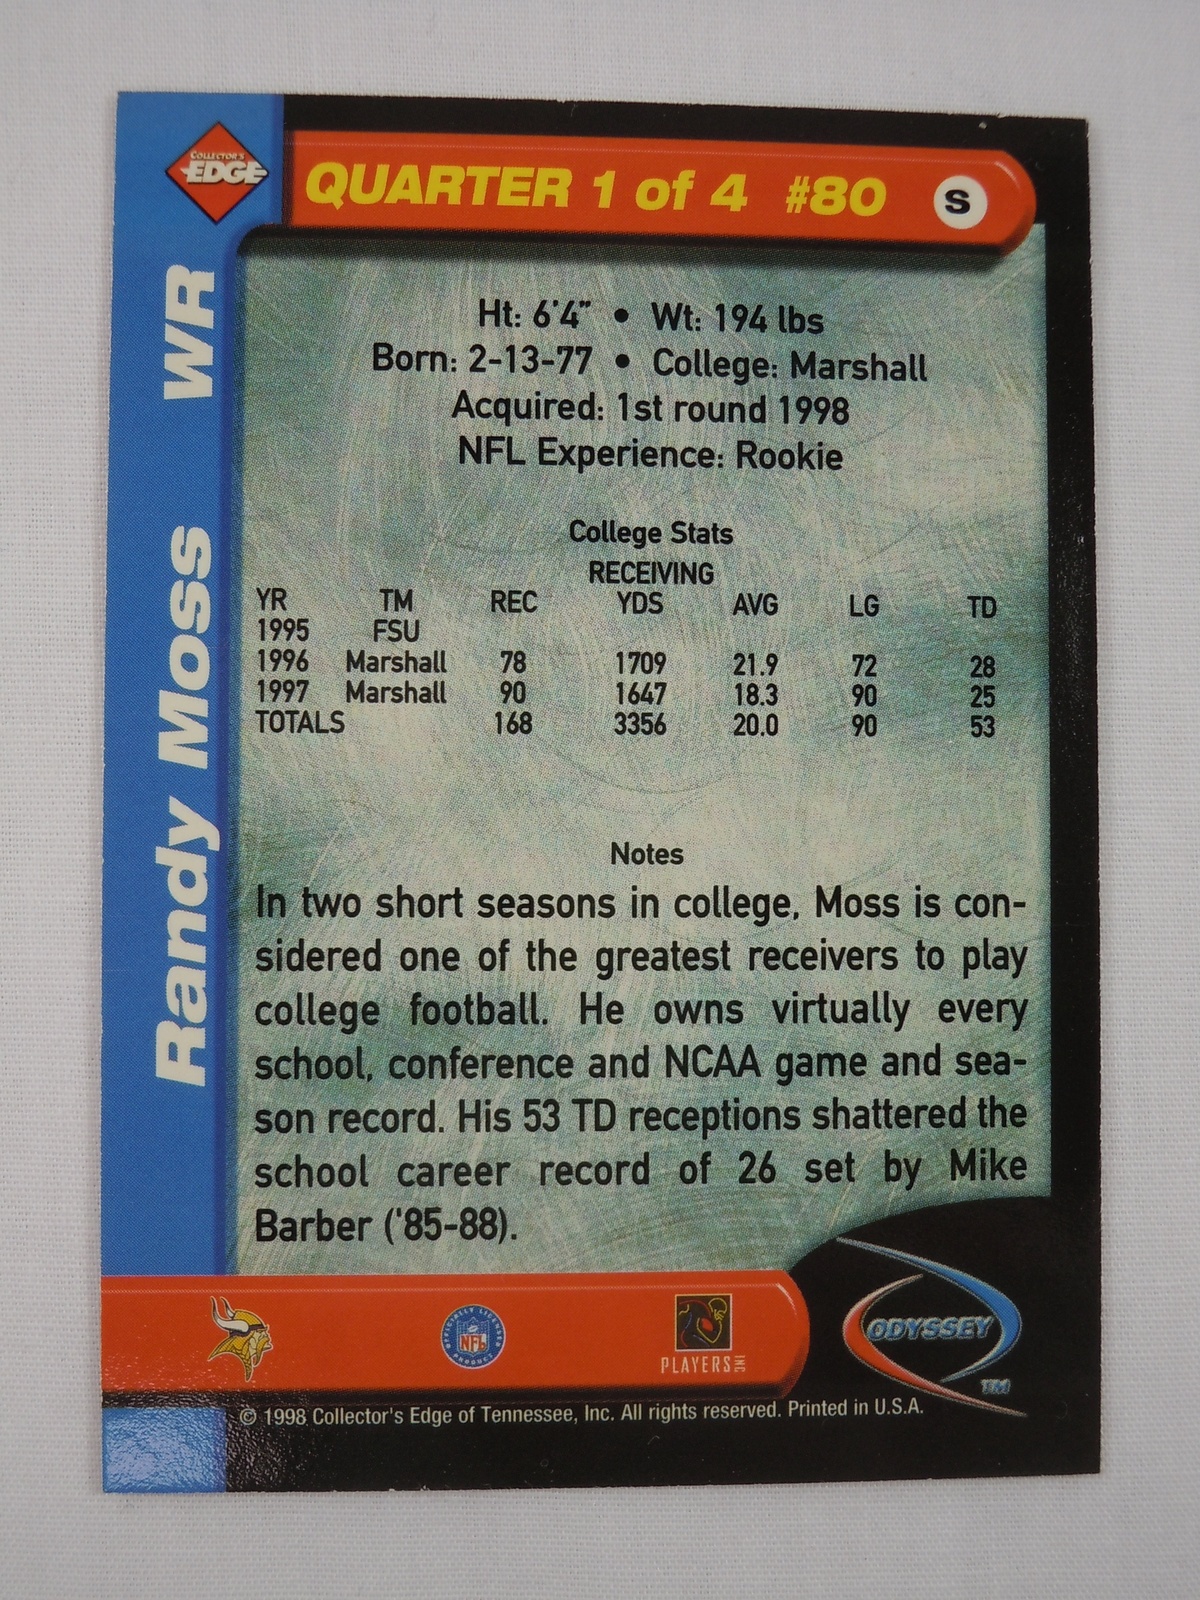 COLLECTOR'S
EDGE
QUARTER 1 of 4 #80 S
Randy Moss WR
Ht: 6'4" • Wt: 194 lbs
Born: 2-13-77 • College: Marshall
Acquired: 1st round 1998
NFL Experience: Rookie
College Stats
RECEIVING
YR TM REC YDS AVG LG TD
1995 FSU
1996 Marshall 78 1709 21.9 72 28
1997 Marshall 90 1647 18.3 90 25
TOTALS 168 3356 20.0 90 53
Notes
In two short seasons in college, Moss is con-
sidered one of the greatest receivers to play
college football. He owns virtually every
school, conference and NCAA game and sea-
son record. His 53 TD receptions shattered the
school career record of 26 set by Mike
Barber ('85-88).
OFFICIALLY LICENSED
NFL
PRODUCT
PLAYERS INC
ODYSSEY
TM
© 1998 Collector's Edge of Tennessee, Inc. All rights reserved. Printed in U.S.A.